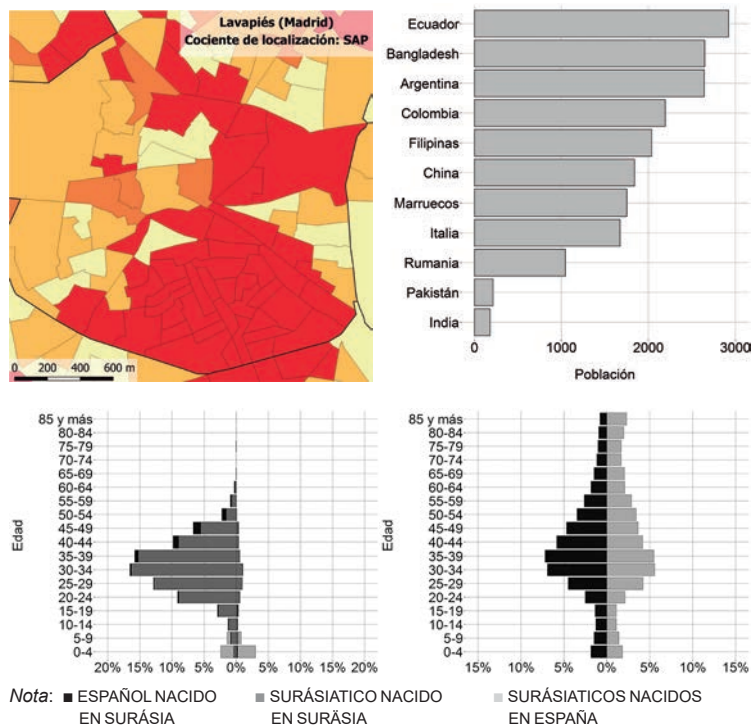 Lavapiés (Madrid)
Cociente de localización: SAP
0 200 400 600 m
Ecuador
Bangladesh
Argentina
Colombia
Filipinas
China
Marruecos
Italia
Rumania
Pakistán
India
0 1000 2000 3000
Población
Edad
85 y más
80-84
75-79
70-74
65-69
60-64
55-59
50-54
45-49
40-44
35-39
30-34
25-29
20-24
15-19
10-14
5-9
0-4
20% 15% 10% 5% 0% 5% 10% 15% 20%
Edad
85 y más
80-84
75-79
70-74
65-69
60-64
55-59
50-54
45-49
40-44
35-39
30-34
25-29
20-24
15-19
10-14
5-9
0-4
15% 10% 5% 0% 5% 10% 15%
Nota: ESPAÑOL NACIDO SURÁSIATICO NACIDO SURÁSIATICOS NACIDOS
EN SURÁSIA EN SURÄSIA EN ESPAÑA